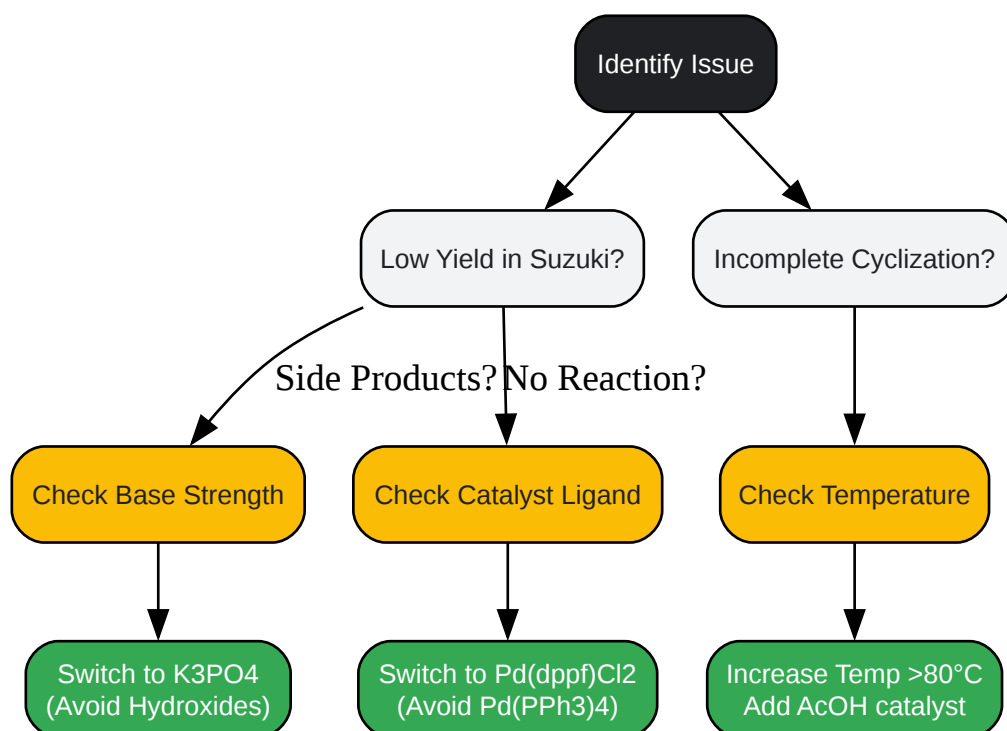 Identify Issue
Low Yield in Suzuki?
Incomplete Cyclization?
Side Products?
No Reaction?
Check Base Strength
Check Catalyst Ligand
Check Temperature
Switch to K3PO4
(Avoid Hydroxides)
Switch to Pd(dppf)Cl2
(Avoid Pd(PPh3)4)
Increase Temp >80°C
Add AcOH catalyst